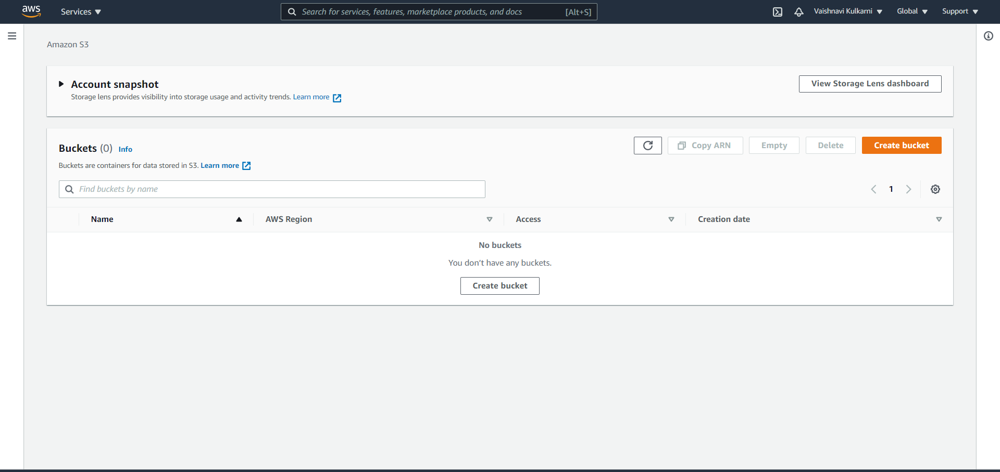 aws Services Search for services, features, marketplace products, and docs [Alt+S] Vaishnavi Kulkarni Global Support
Amazon S3
Account snapshot View Storage Lens dashboard
Storage lens provides visibility into storage usage and activity trends. Learn more
Buckets (0) Info Copy ARN Empty Delete Create bucket
Buckets are containers for data stored in S3. Learn more
Find buckets by name 1
Name AWS Region Access Creation date
No buckets
You don’t have any buckets.
Create bucket